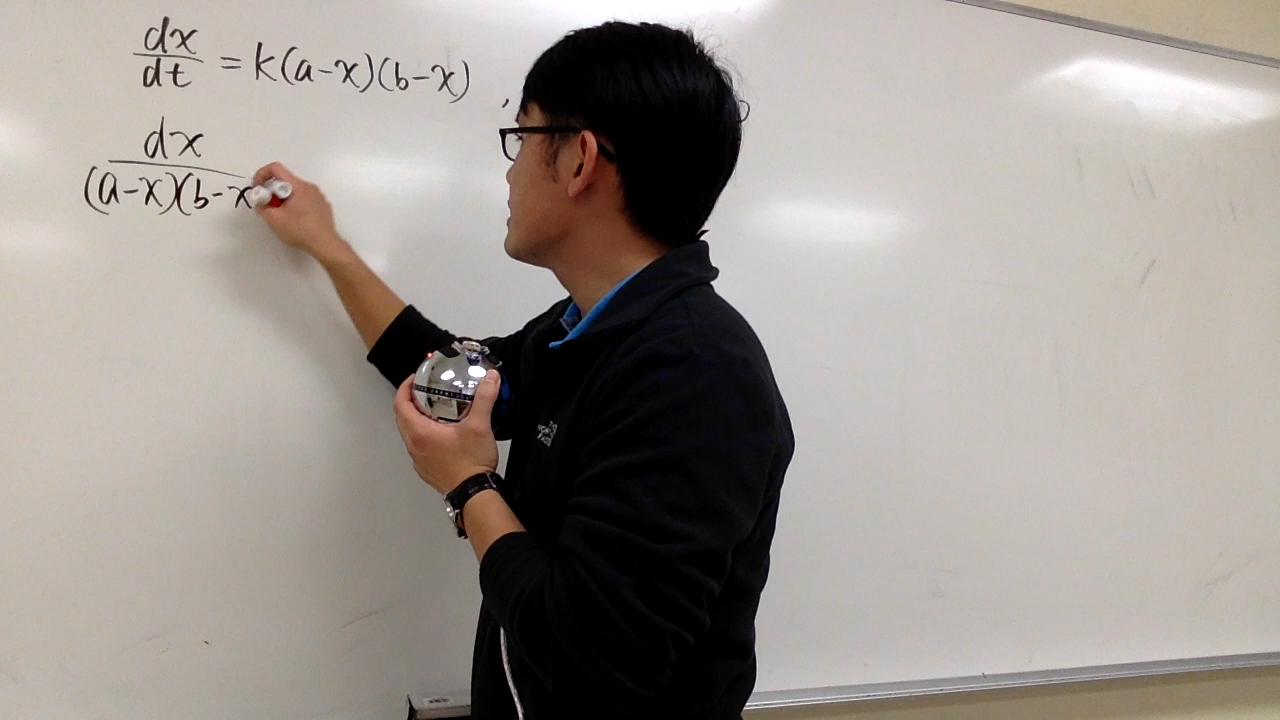 dx/dt = k(a-x)(b-x) ,
dx/(a-x)(b-x